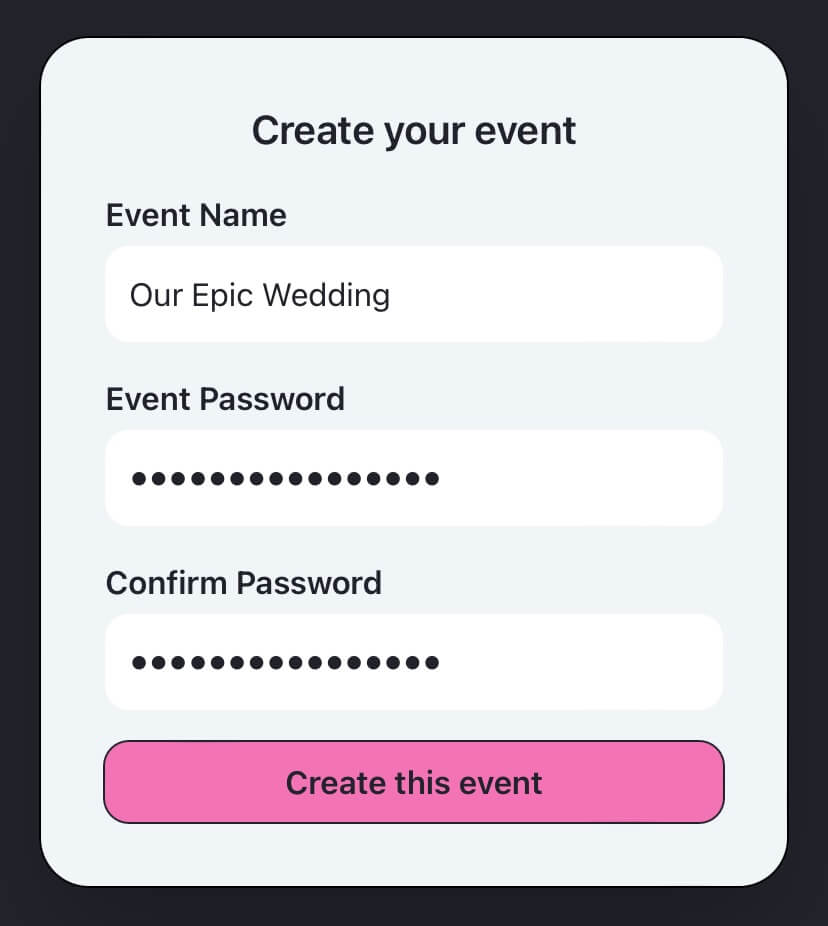 Create your event
Event Name
Our Epic Wedding
Event Password
••••••••••••••••
Confirm Password
••••••••••••••••
Create this event